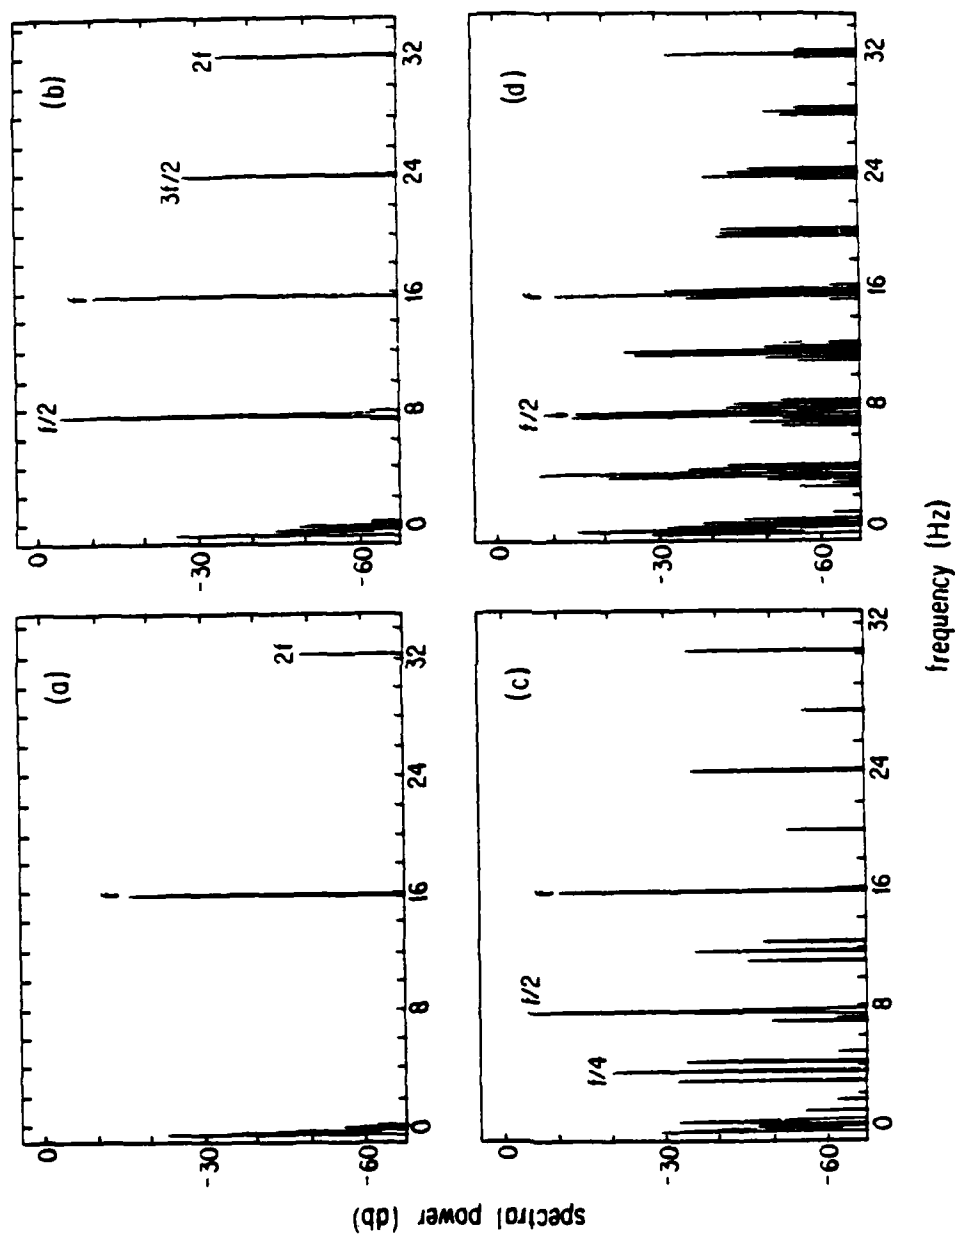 (a)
0
-30
-60
f
2f
0 8 16 24 32
(b)
0
-30
-60
f/2
f
3f/2
2f
0 8 16 24 32
(c)
0
-30
-60
f/4
f/2
f
0 8 16 24 32
(d)
0
-30
-60
f/2
f
0 8 16 24 32
spectral power (db)
frequency (Hz)